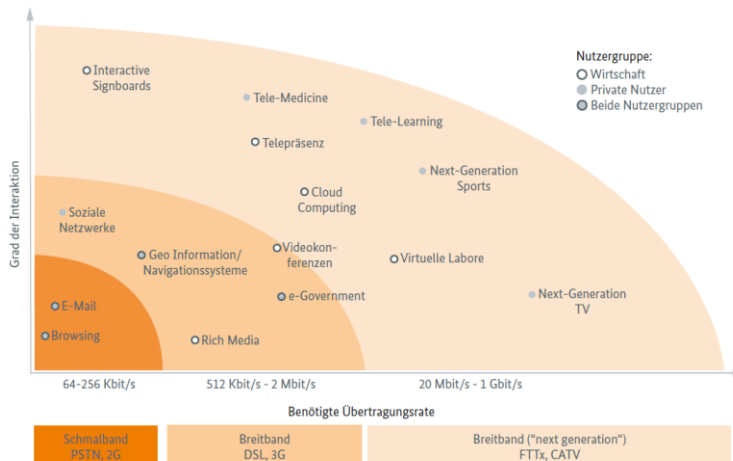 Grad der Interaktion
Nutzergruppe:
Wirtschaft
Private Nutzer
Beide Nutzergruppen
Interactive
Signboards
Tele-Medicine
Tele-Learning
Telepräsenz
Next-Generation
Sports
Cloud
Computing
Soziale
Netzwerke
Geo Information/
Navigationssysteme
Videokon-
ferenzen
Virtuelle Labore
e-Government
Next-Generation
TV
E-Mail
Browsing
Rich Media
64-256 Kbit/s
512 Kbit/s - 2 Mbit/s
20 Mbit/s - 1 Gbit/s
Benötigte Übertragungsrate
Schmalband
PSTN, 2G
Breitband
DSL, 3G
Breitband ("next generation")
FTTx, CATV